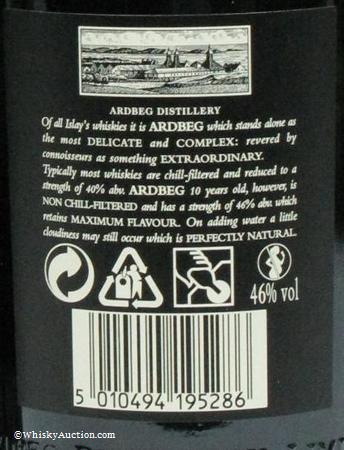 ARDBEG DISTILLERY
Of all Islay's whiskies it is ARDBEG which stands alone as
the most DELICATE and COMPLEX: revered by
connoisseurs as something EXTRAORDINARY.
Typically most whiskies are chill-filtered and reduced to a
strength of 40% abv. ARDBEG 10 years old, however, is
NON CHILL-FILTERED and has a strength of 46% abv. which
retains MAXIMUM FLAVOUR. On adding water a little
cloudiness may still occur which is PERFECTLY NATURAL.
46% vol
5 010494 195286
©WhiskyAuction.com